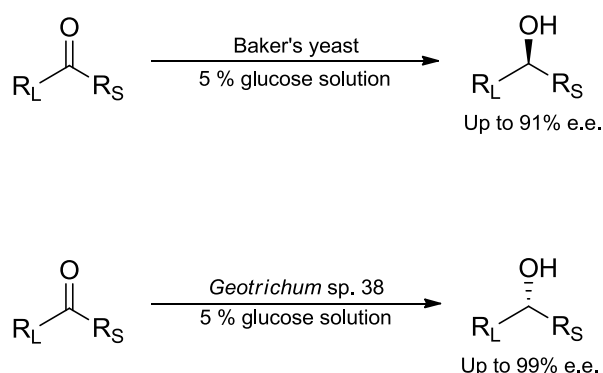 O
OH
Baker's yeast
5 % glucose solution
R_L R_S
R_L R_S
Up to 91% e.e.
O
OH
Geotrichum sp. 38
5 % glucose solution
R_L R_S
R_L R_S
Up to 99% e.e.